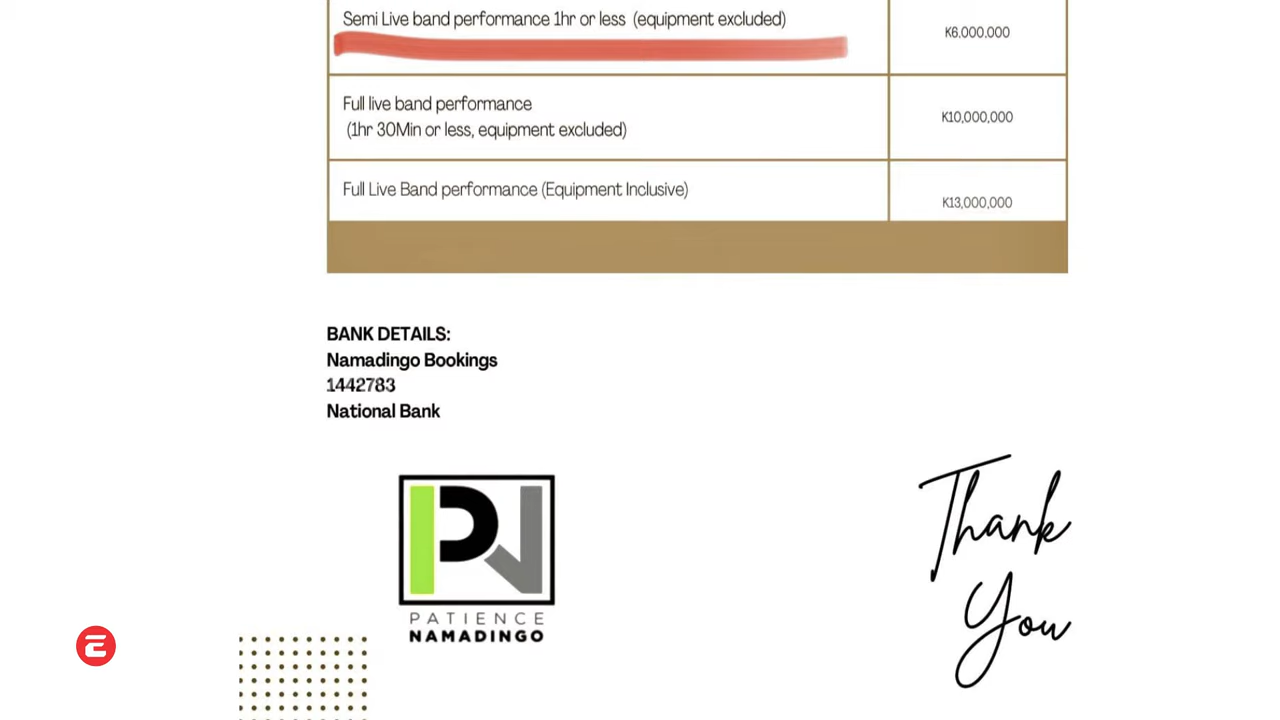 Semi Live band performance 1hr or less (equipment excluded)
K6.000.000
Full live band performance
(1hr 30Min or less, equipment excluded)
K10,000,000
Full Live Band performance (Equipment Inclusive)
K13,000,000
BANK DETAILS:
Namadingo Bookings
1442783
National Bank
PN
PATIENCE
NAMADINGO
Thank
You
E